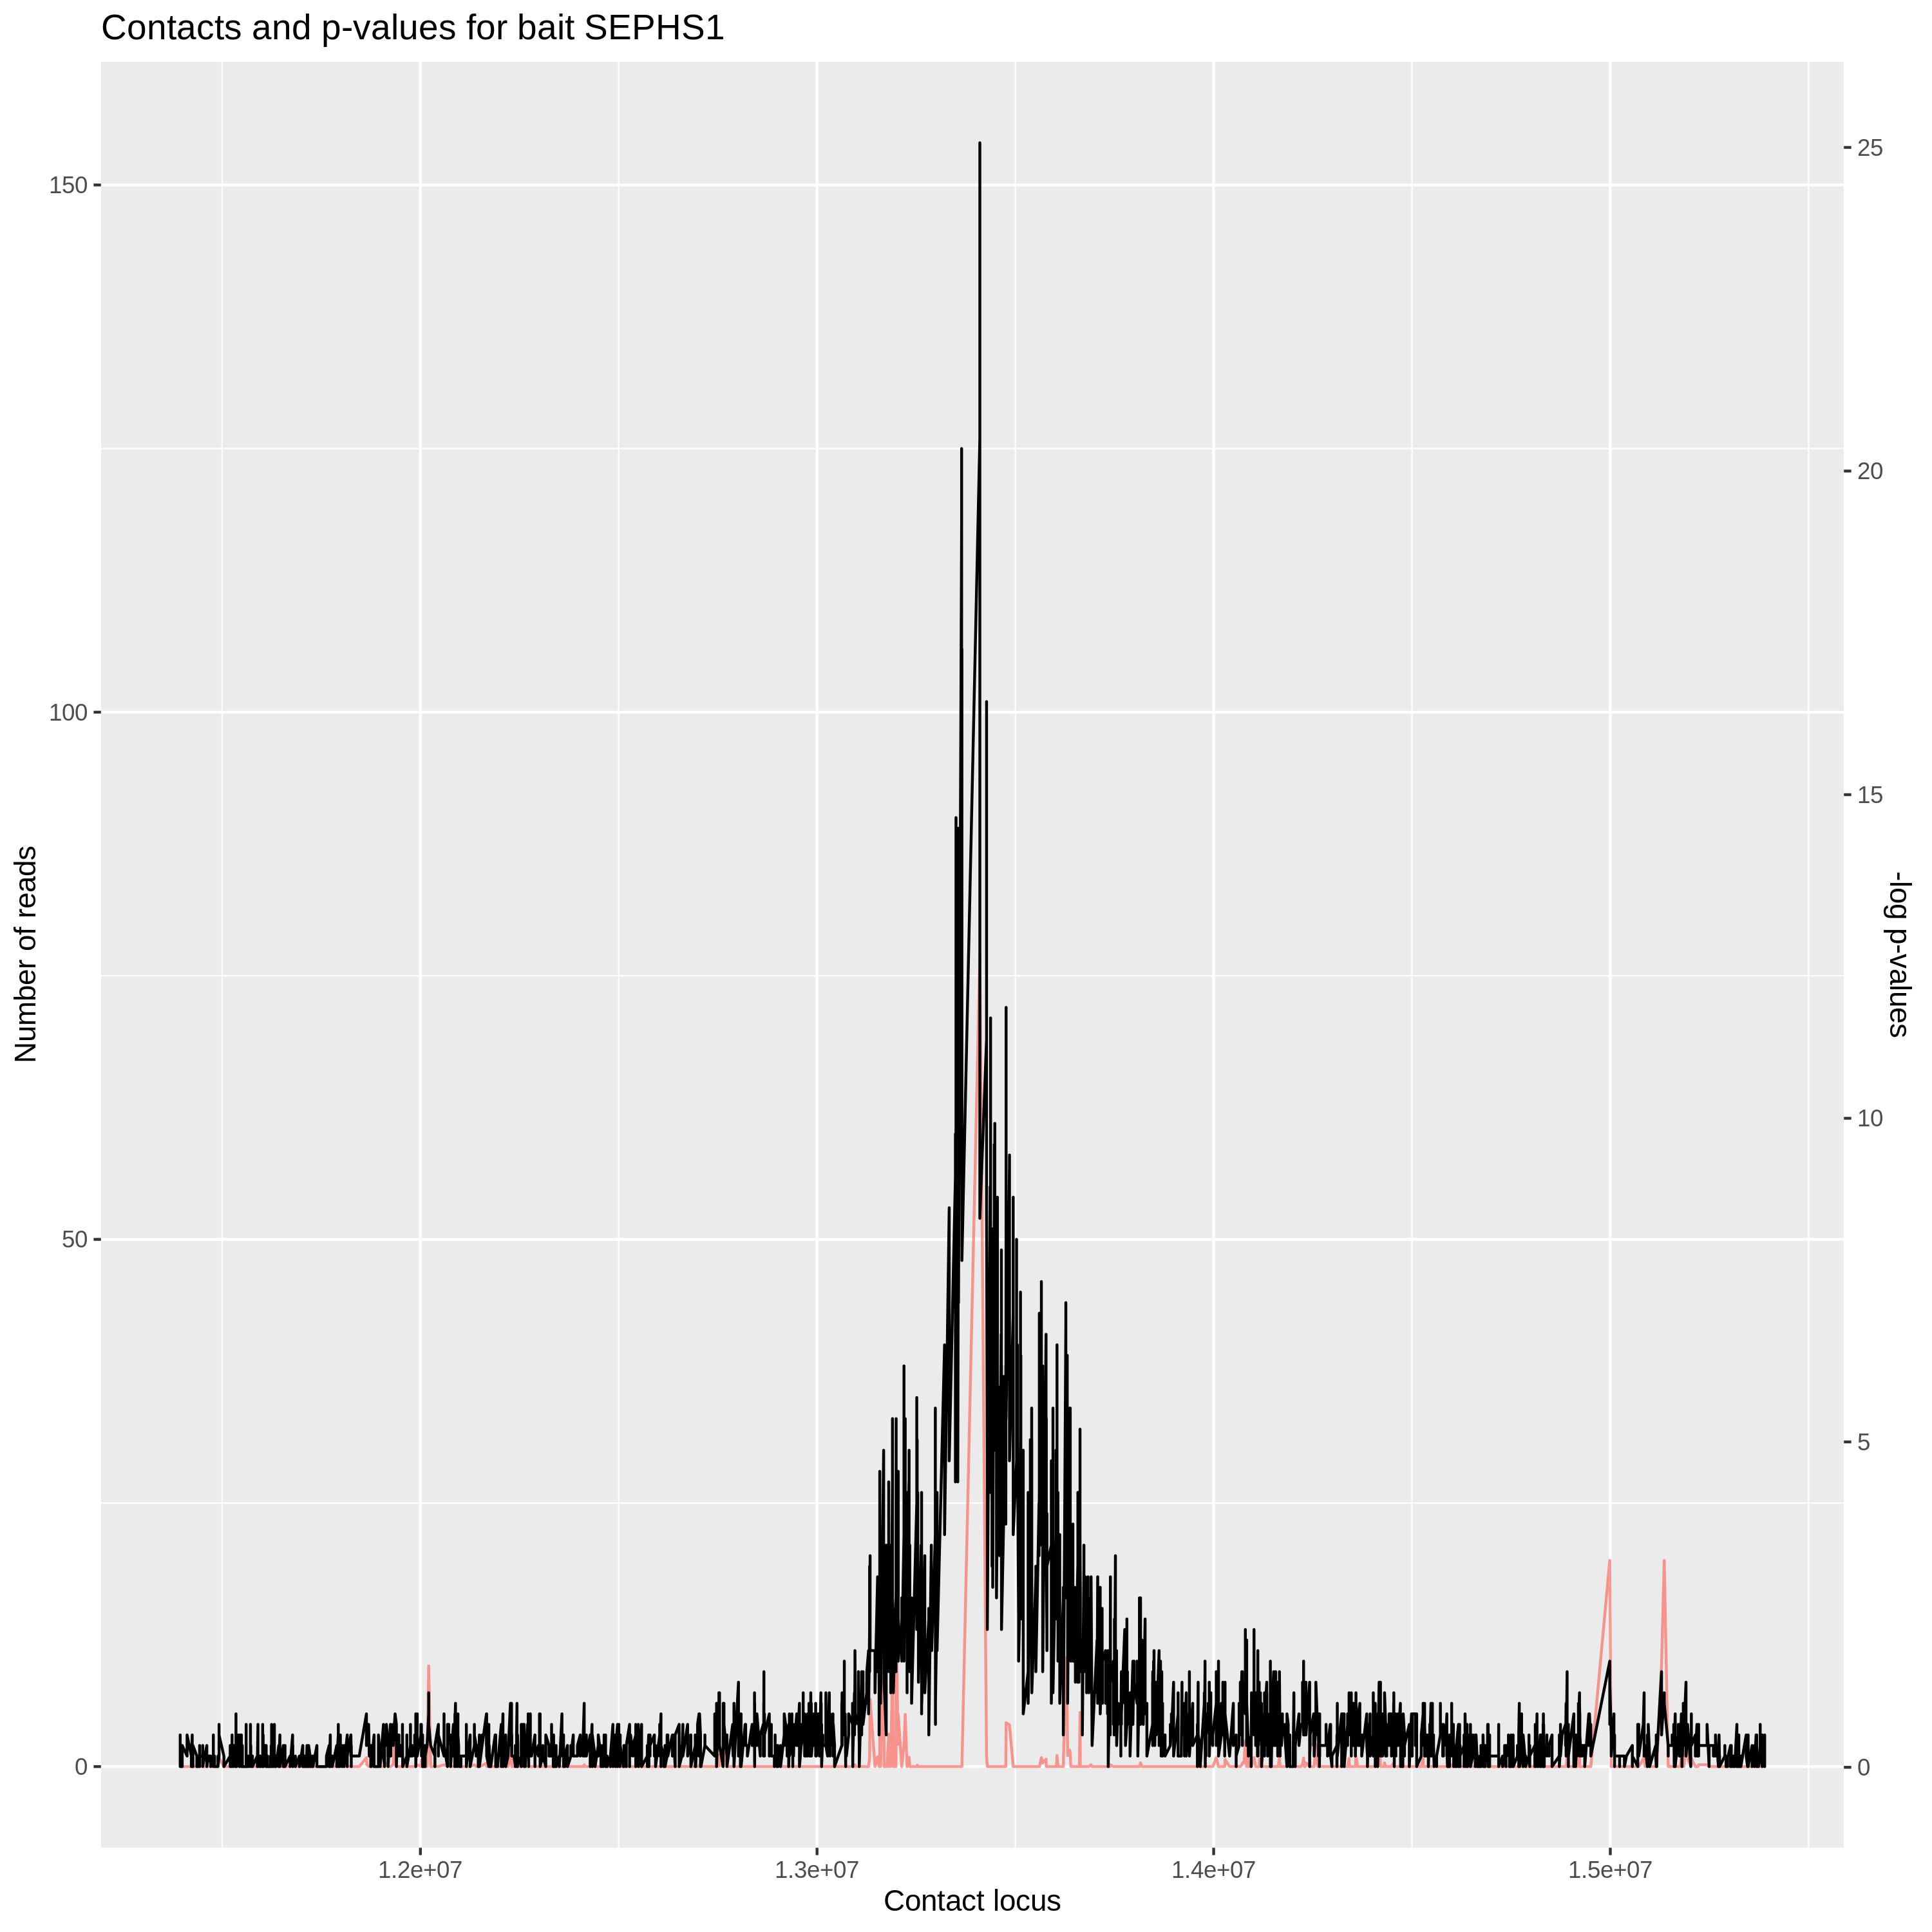 Contacts and p-values for bait SEPHS1
150
100
50
0
Number of reads
25
20
15
10
5
0
-log p-values
1.2e+07
1.3e+07
1.4e+07
1.5e+07
Contact locus